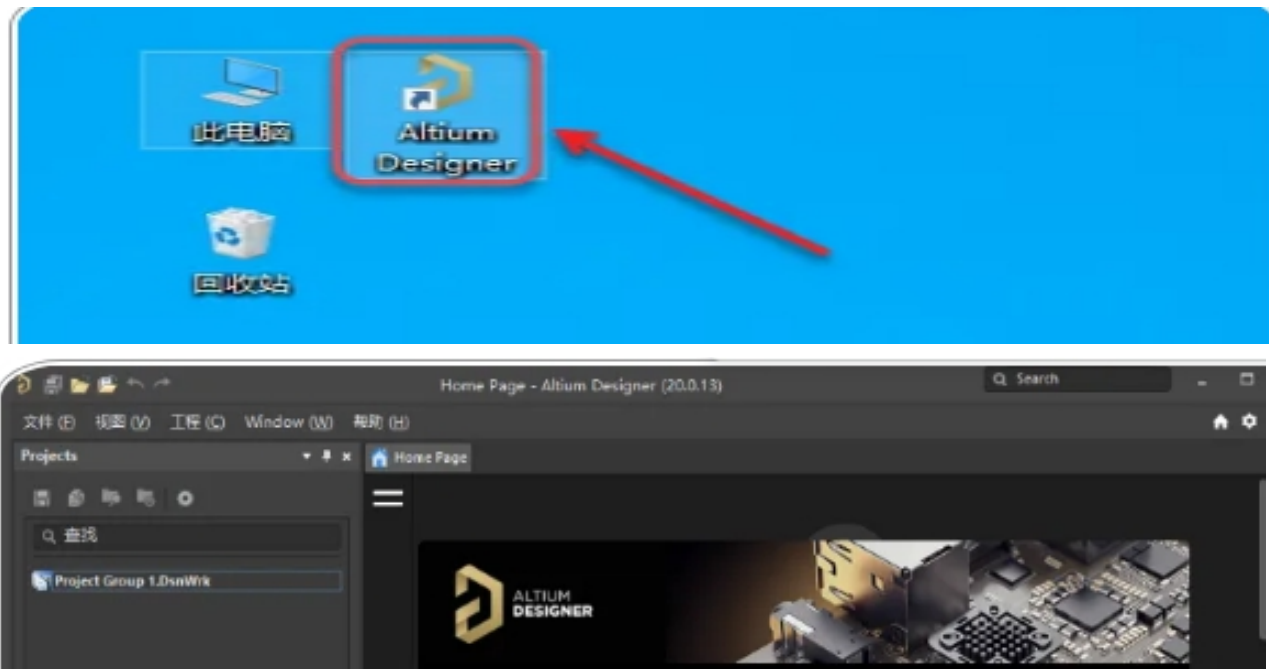 此电脑
Altium
Designer
回收站
Home Page - Altium Designer (20.0.13)
Search
文件 (F) 视图 (V) 工程 (C) Window (W) 帮助 (H)
Projects
Home Page
查找
Project Group 1.DsnWrk
ALTIUM
DESIGNER